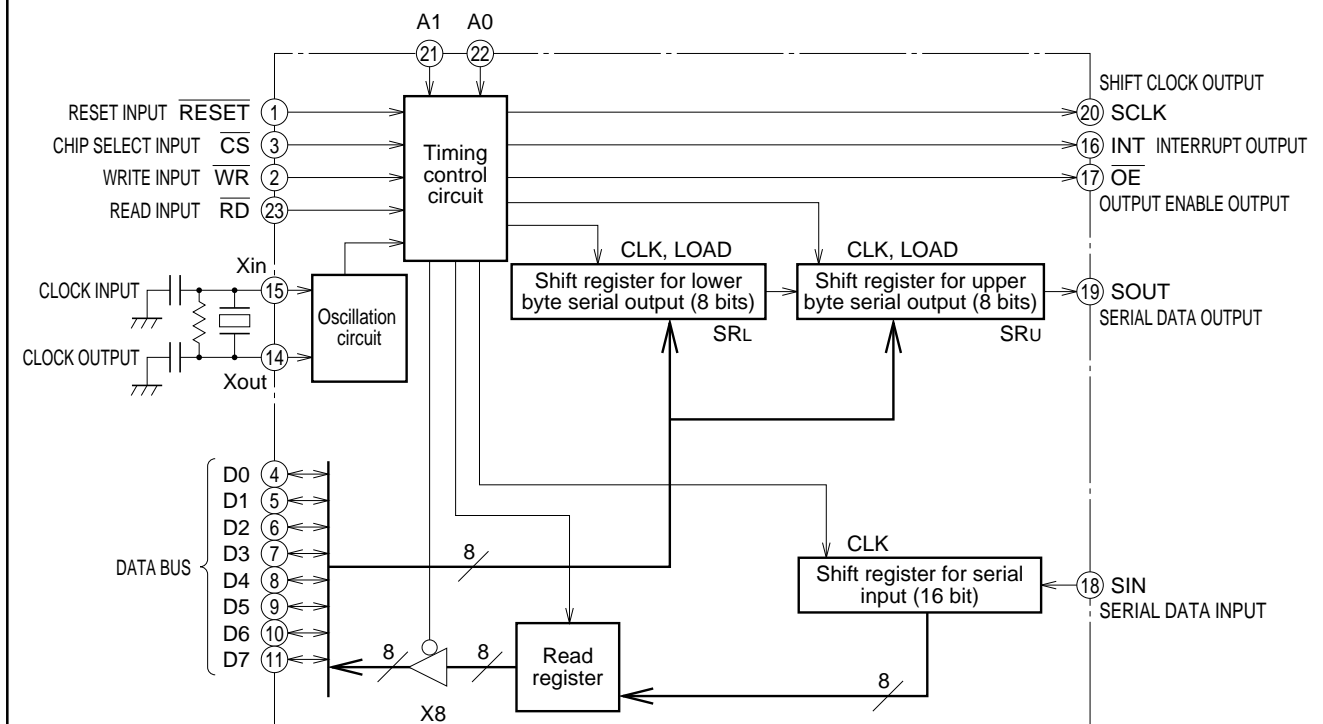 A1 A0
21 22
SHIFT CLOCK OUTPUT
RESET INPUT RESET 1
20 SCLK
CHIP SELECT INPUT CS 3
16 INT INTERRUPT OUTPUT
WRITE INPUT WR 2
17 OE
READ INPUT RD 23
OUTPUT ENABLE OUTPUT
Timing
control
circuit
CLK, LOAD
CLK, LOAD
Xin
CLOCK INPUT 15
Oscillation
circuit
CLOCK OUTPUT 14
Xout
Shift register for lower
byte serial output (8 bits)
SRL
Shift register for upper
byte serial output (8 bits)
SRU
19 SOUT
SERIAL DATA OUTPUT
DATA BUS
D0 4
D1 5
D2 6
D3 7
D4 8
D5 9
D6 10
D7 11
8
CLK
Shift register for serial
input (16 bit)
18 SIN
SERIAL DATA INPUT
8
8
X8
Read
register
8